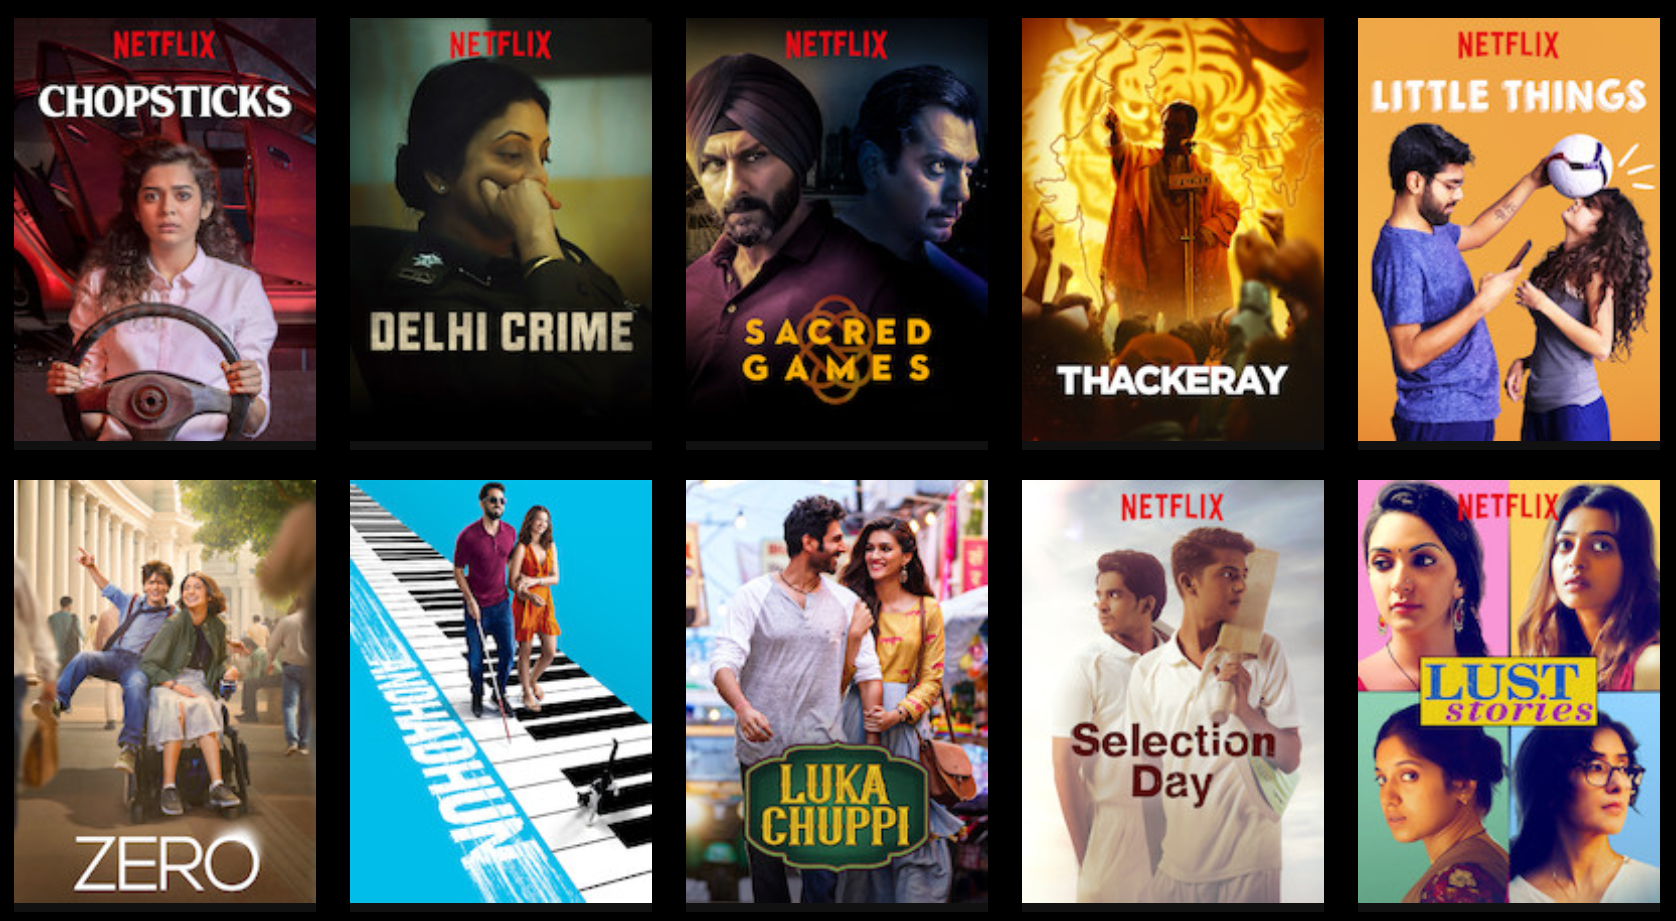 NETFLIX
CHOPSTICKS
NETFLIX
DELHI CRIME
NETFLIX
SACRED
GAMES
THACKERAY
NETFLIX
LITTLE THINGS
ZERO
ANDHADHUN
LUKA
CHUPPI
NETFLIX
Selection
Day
NETFLIX
LUST
stories